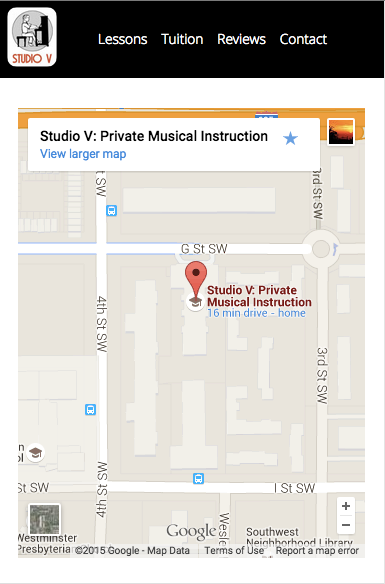 STUDIO V
Lessons Tuition Reviews Contact
Studio V: Private Musical Instruction
View larger map
3rd St SW
G St SW
Studio V: Private
Musical Instruction
16 min drive - home
4th St SW
3rd St SW
4th St SW
I St SW
St SW
Westminster
Presbyteria
Google
Southwest
Neighborhood Library
©2015 Google - Map Data
Terms of Use
Report a map error